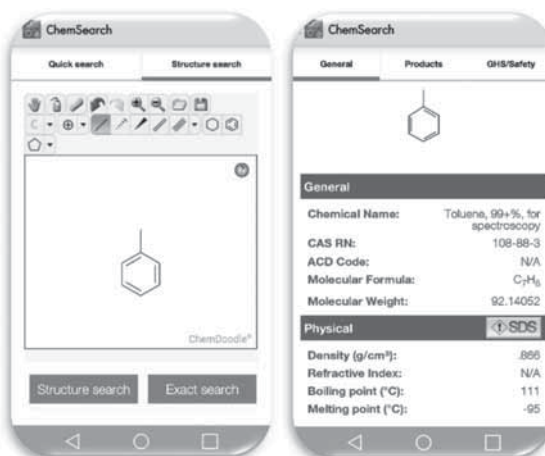 ChemSearch
Quick search Structure search
ChemDoodle®
Structure search Exact search
ChemSearch
General Products GHS/Safety
General
Chemical Name: Toluene, 99+%, for
spectroscopy
CAS RN: 108-88-3
ACD Code: N/A
Molecular Formula: C₇H₈
Molecular Weight: 92.14052
Physical SDS
Density (g/cm³): .866
Refractive Index: N/A
Boiling point (°C): 111
Melting point (°C): -95